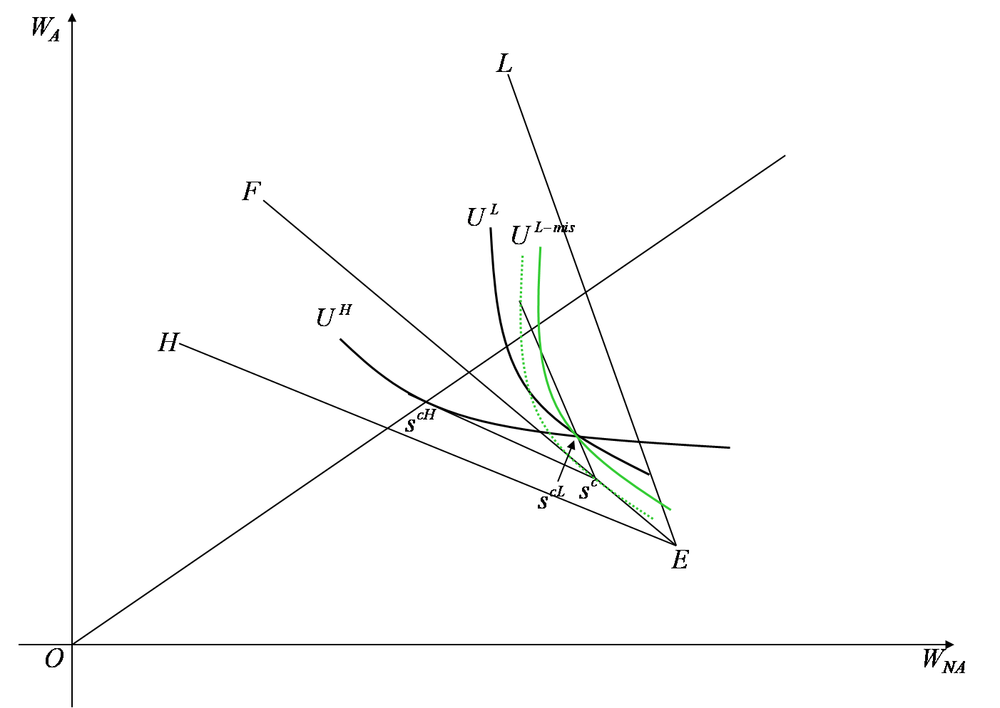 W_A
L
F
U^L
U^{L-mis}
U^H
H
s^{cH}
s^{cL}
s^c
E
O
W_{NA}